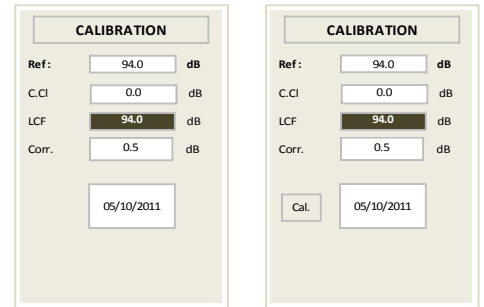 CALIBRATION
Ref : 94.0 dB
C.Cl 0.0 dB
LCF 94.0 dB
Corr. 0.5 dB
05/10/2011
CALIBRATION
Ref : 94.0 dB
C.Cl 0.0 dB
LCF 94.0 dB
Corr. 0.5 dB
Cal. 05/10/2011